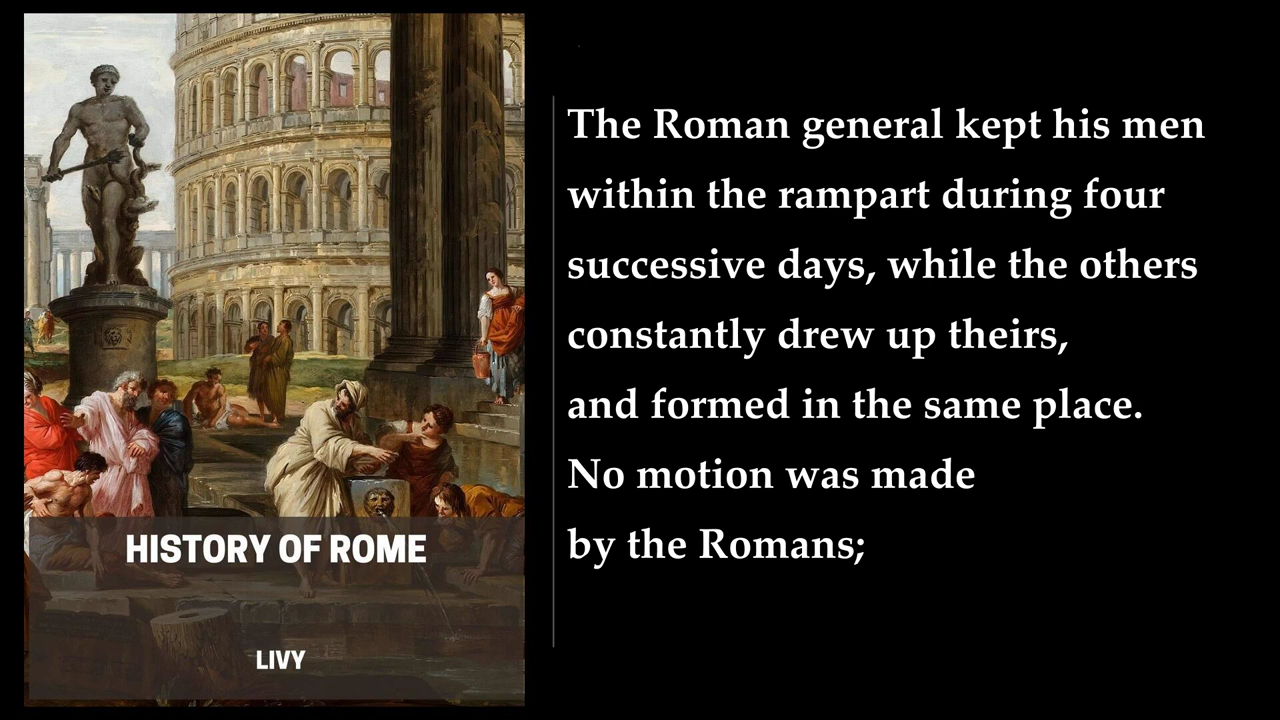 HISTORY OF ROME
LIVY
The Roman general kept his men
within the rampart during four
successive days, while the others
constantly drew up theirs,
and formed in the same place.
No motion was made
by the Romans;